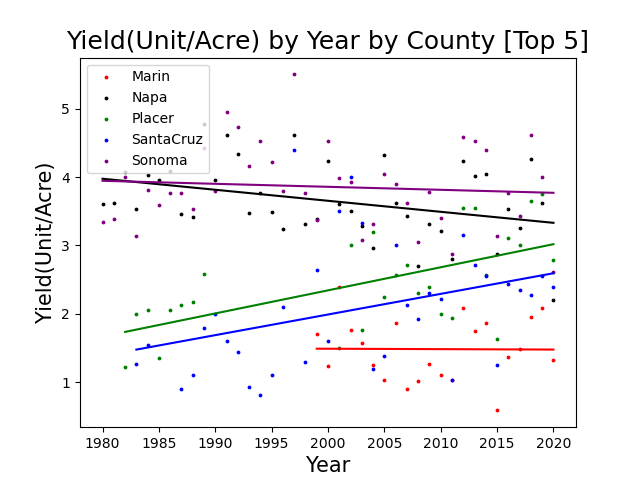 Yield(Unit/Acre) by Year by County [Top 5]
Marin
Napa
Placer
SantaCruz
Sonoma
Yield(Unit/Acre)
5
4
3
2
1
1980 1985 1990 1995 2000 2005 2010 2015 2020
Year